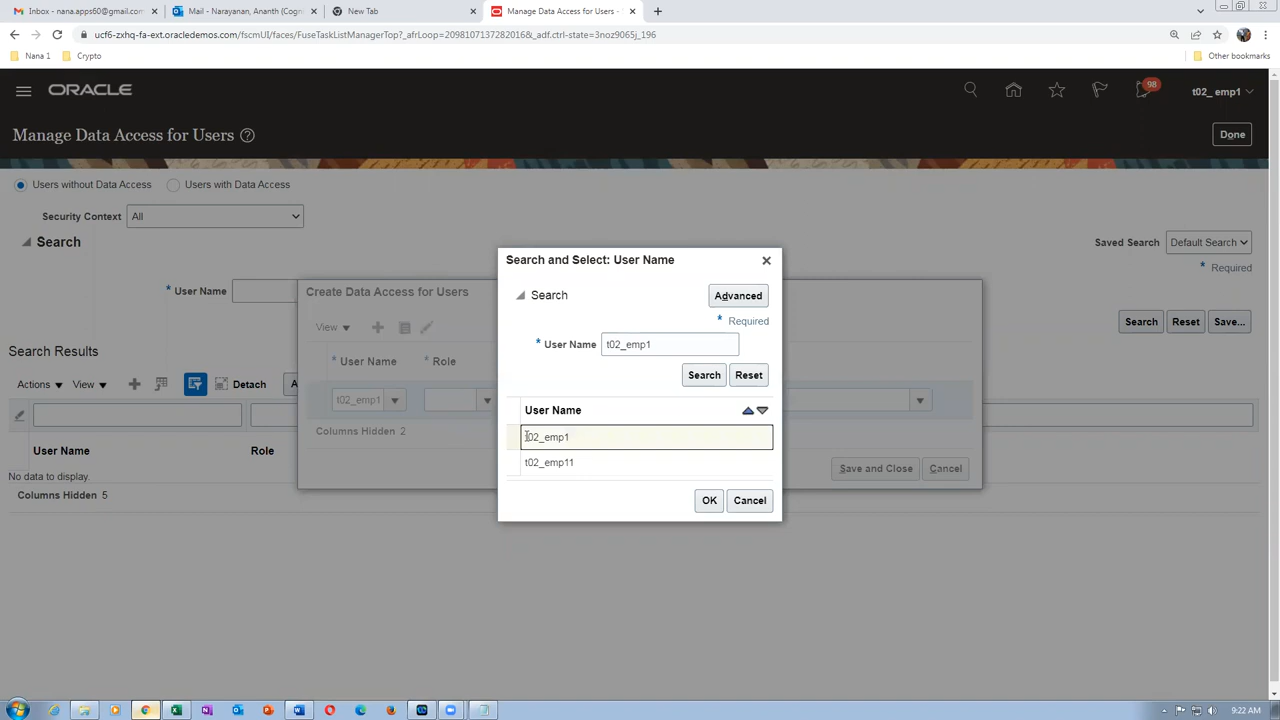 Inbox - nana.apps60@gmail.com
Mail - Narayanan, Ananth (Cogni
New Tab
Manage Data Access for Users -
ucf6-zxhq-fa-ext.oracledemos.com/fscmUI/faces/FuseTaskListManagerTop?_afrLoop=20981071372820168&_adf.ctrl-state=3noz9065j_196
Nana 1
Crypto
Other bookmarks
ORACLE
98
t02_ emp1
Manage Data Access for Users
Done
Users without Data Access
Users with Data Access
Security Context
All
Search
Saved Search
Default Search
* Required
* User Name
Search
Reset
Save...
Search Results
Actions
View
Detach
A
User Name
Role
No data to display.
Columns Hidden 5
Create Data Access for Users
View
* User Name
* Role
t02_emp1
Columns Hidden 2
Save and Close
Cancel
Search and Select: User Name
Search
Advanced
* Required
* User Name
t02_emp1
Search
Reset
User Name
t02_emp1
t02_emp11
OK
Cancel
9:22 AM